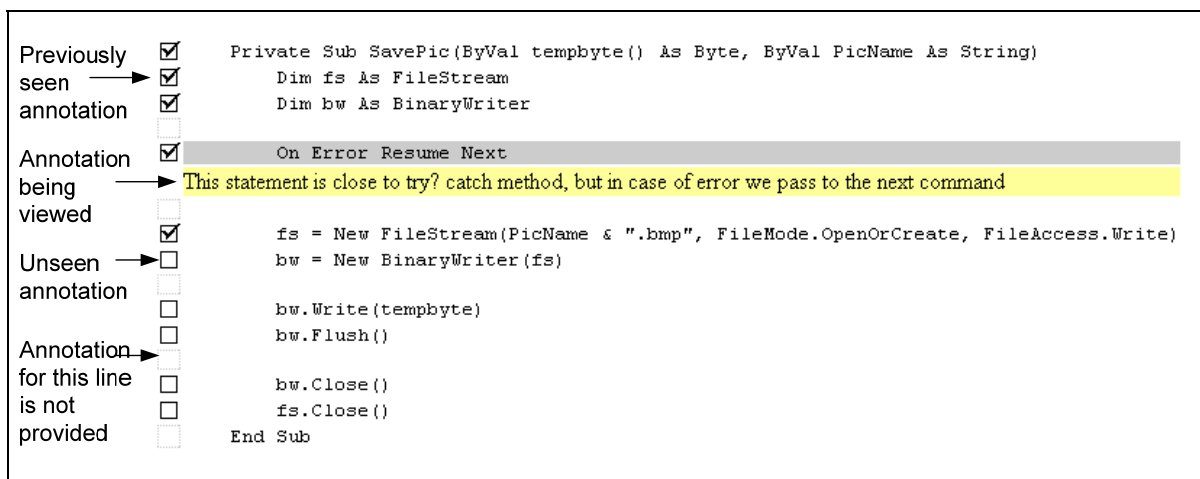 Previously
seen
annotation
Private Sub SavePic(ByVal tempbyte() As Byte, ByVal PicName As String)
Dim fs As FileStream
Dim bw As BinaryWriter
On Error Resume Next
Annotation
being
viewed
This statement is close to try? catch method, but in case of error we pass to the next command
fs = New FileStream(PicName & ".bmp", FileMode.OpenOrCreate, FileAccess.Write)
Unseen
annotation
bw = New BinaryWriter(fs)
bw.Write(tempbyte)
bw.Flush()
Annotation
for this line
is not
provided
bw.Close()
fs.Close()
End Sub